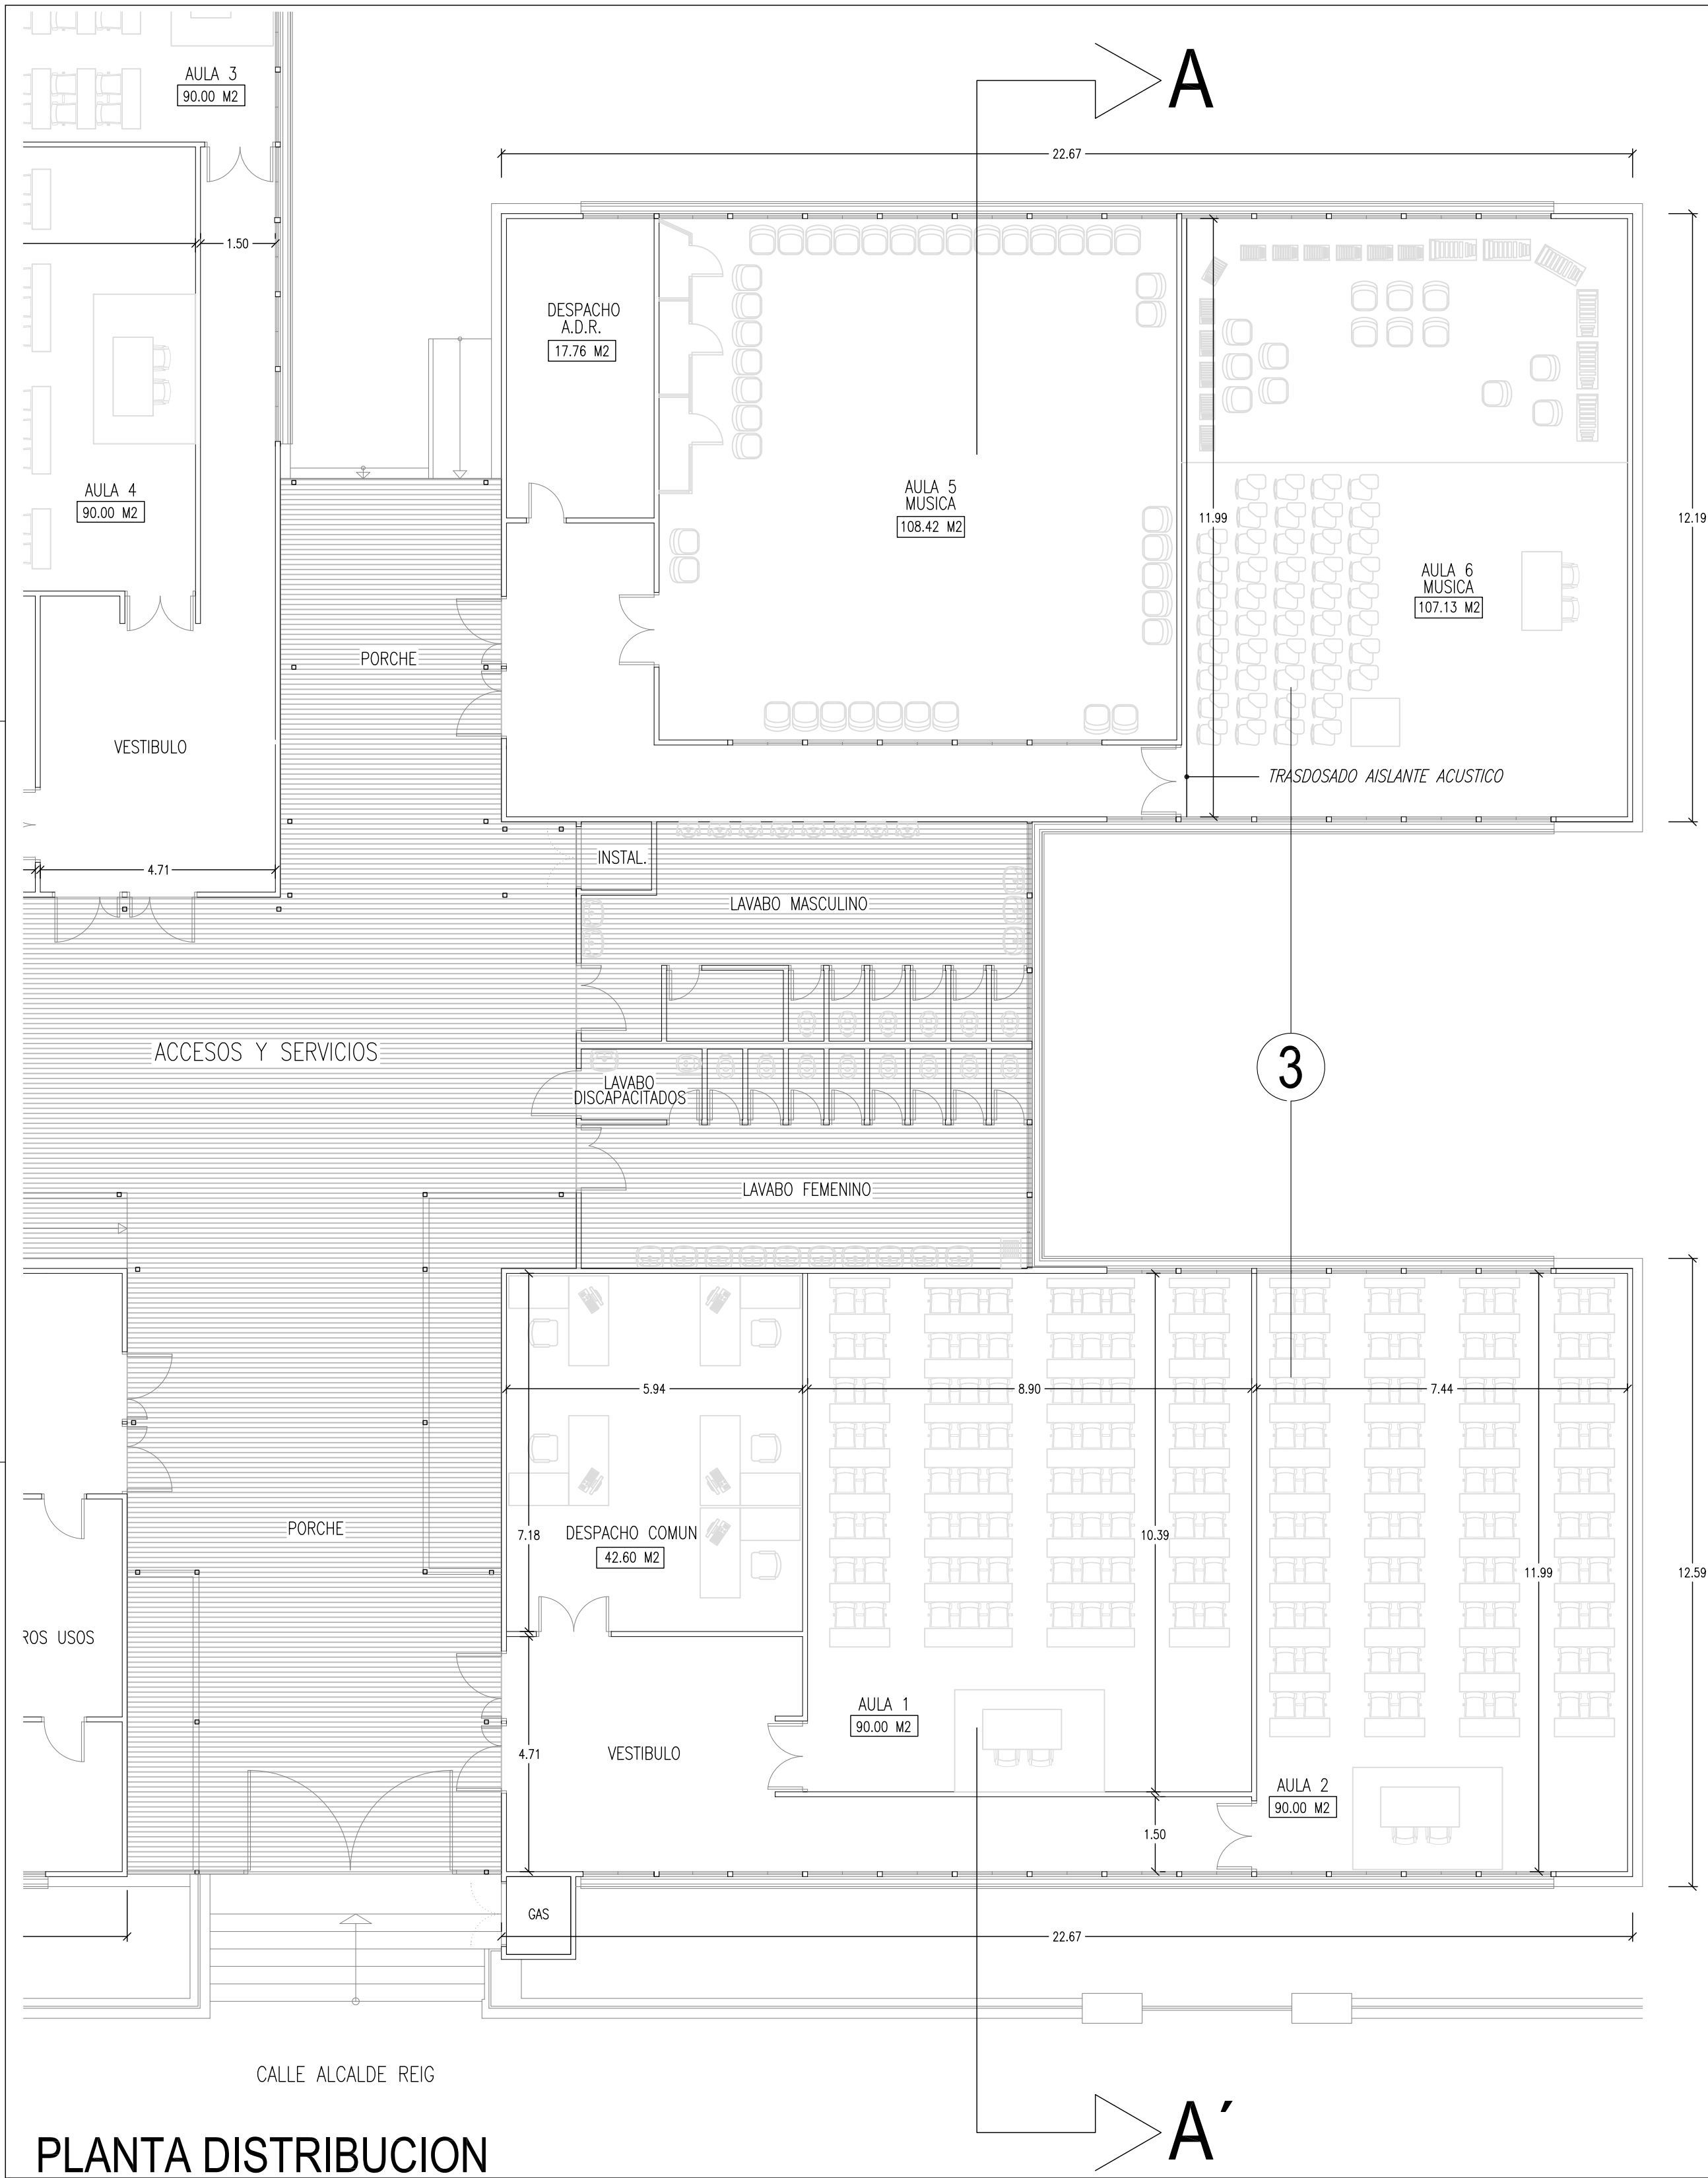 A
AULA 3
90.00 M2
22.67
1.50
DESPACHO
A.D.R.
17.76 M2
AULA 4
90.00 M2
AULA 5
MUSICA
108.42 M2
11.99
12.19
AULA 6
MUSICA
107.13 M2
PORCHE
VESTIBULO
TRASDOSADO AISLANTE ACUSTICO
4.71
INSTAL.
LAVABO MASCULINO
ACCESOS Y SERVICIOS
3
LAVABO
DISCAPACITADOS
LAVABO FEMENINO
5.94
8.90
7.44
PORCHE
7.18
DESPACHO COMUN
42.60 M2
10.39
11.99
12.59
ROS USOS
AULA 1
90.00 M2
4.71
VESTIBULO
AULA 2
90.00 M2
1.50
GAS
22.67
CALLE ALCALDE REIG
A´
PLANTA DISTRIBUCION